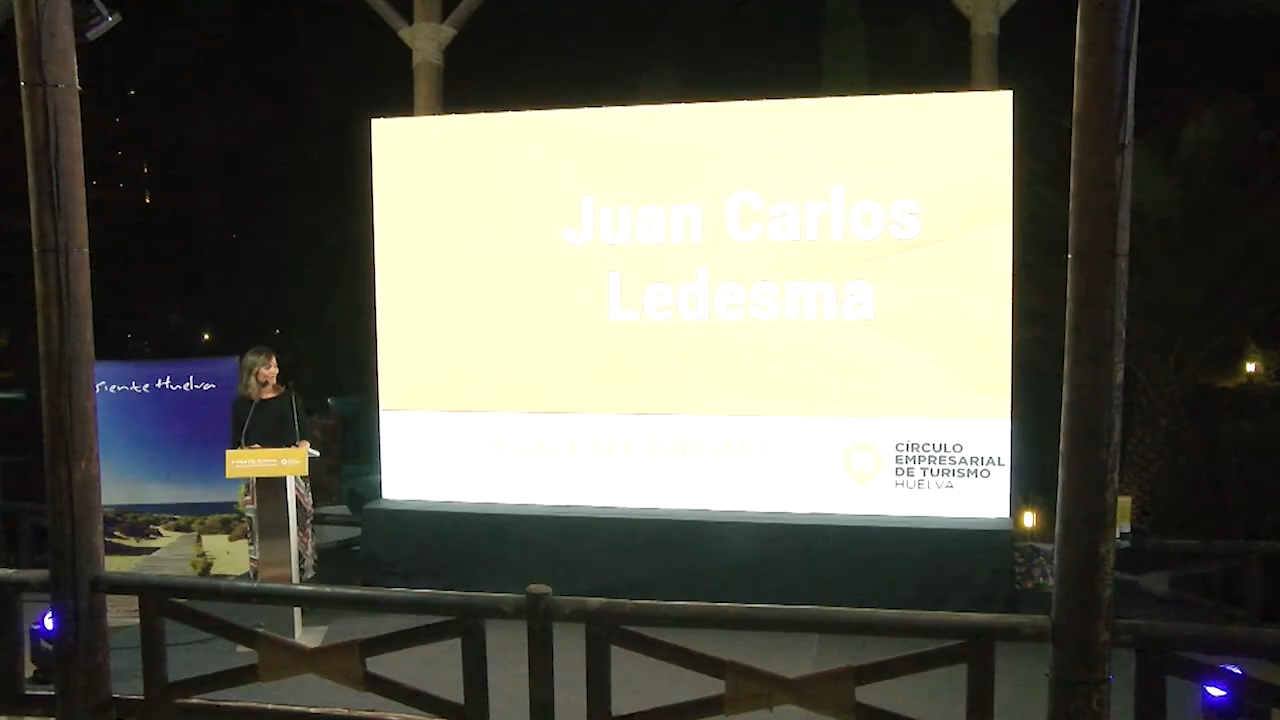 Juan Carlos
Ledesma
siente Huelva
CÍRCULO
EMPRESARIAL
DE TURISMO
HUELVA